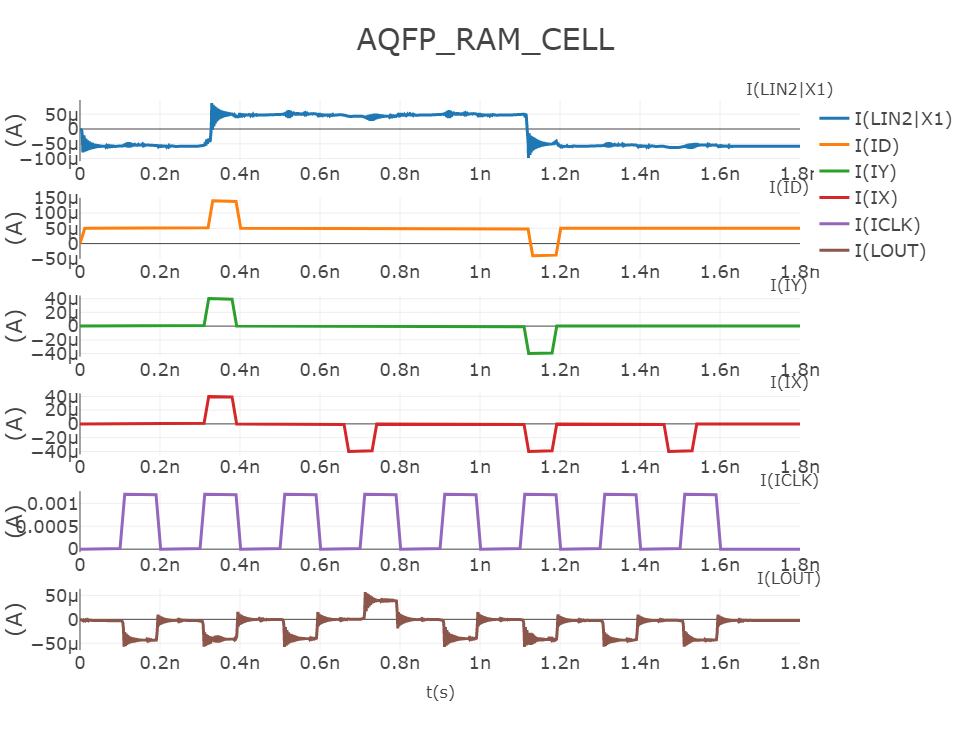 AQFP_RAM_CELL
I(LIN2|X1)
50μ
0
−50μ
−100μ
(A)
0 0.2n 0.4n 0.6n 0.8n 1n 1.2n 1.4n 1.6n 1.8n
I(ID)
150μ
100μ
50μ
0
−50μ
(A)
0 0.2n 0.4n 0.6n 0.8n 1n 1.2n 1.4n 1.6n 1.8n
I(IY)
40μ
20μ
0
−20μ
−40μ
(A)
0 0.2n 0.4n 0.6n 0.8n 1n 1.2n 1.4n 1.6n 1.8n
I(IX)
40μ
20μ
0
−20μ
−40μ
(A)
0 0.2n 0.4n 0.6n 0.8n 1n 1.2n 1.4n 1.6n 1.8n
I(ICLK)
0.001
0.0005
0
(A)
0 0.2n 0.4n 0.6n 0.8n 1n 1.2n 1.4n 1.6n 1.8n
I(LOUT)
50μ
0
−50μ
(A)
0 0.2n 0.4n 0.6n 0.8n 1n 1.2n 1.4n 1.6n 1.8n
t(s)
I(LIN2|X1)
I(ID)
I(IY)
I(IX)
I(ICLK)
I(LOUT)